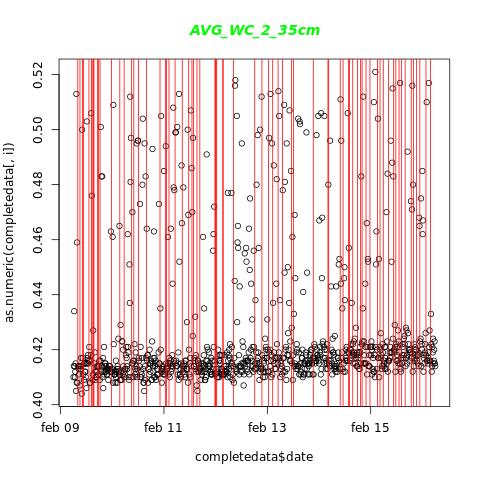 AVG_WC_2_35cm
as.numeric(completedata[, i])
0.52
0.50
0.48
0.46
0.44
0.42
0.40
feb 09
feb 11
feb 13
feb 15
completedata$date